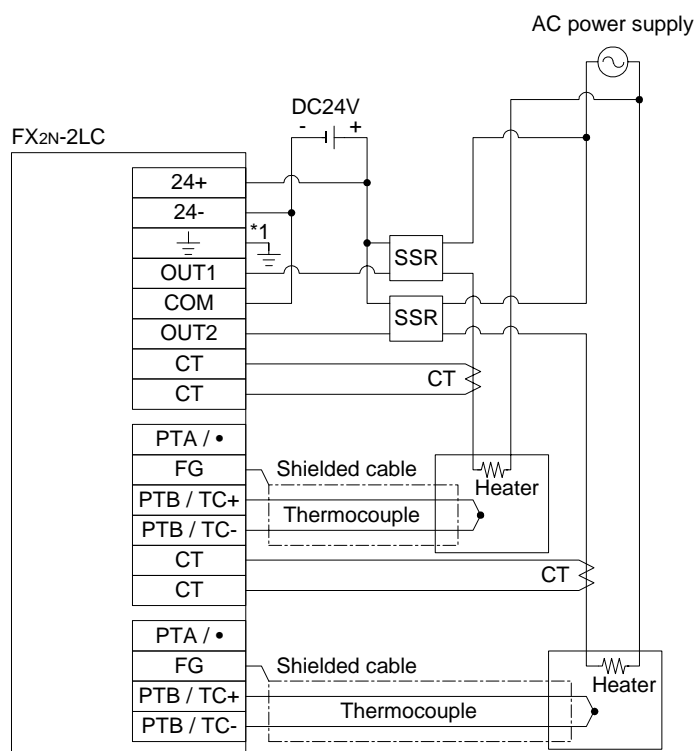 AC power supply
DC24V
- +
FX2N-2LC
24+
24-
*1
OUT1
SSR
COM
SSR
OUT2
CT
CT
CT
PTA / •
FG
Shielded cable
Heater
PTB / TC+
Thermocouple
PTB / TC-
CT
CT
CT
PTA / •
FG
Shielded cable
Heater
PTB / TC+
Thermocouple
PTB / TC-